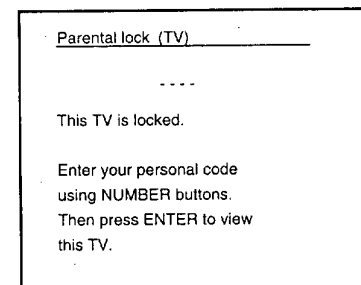 Parental lock (TV)
- - - -
This TV is locked.
Enter your personal code
using NUMBER buttons.
Then press ENTER to view
this TV.